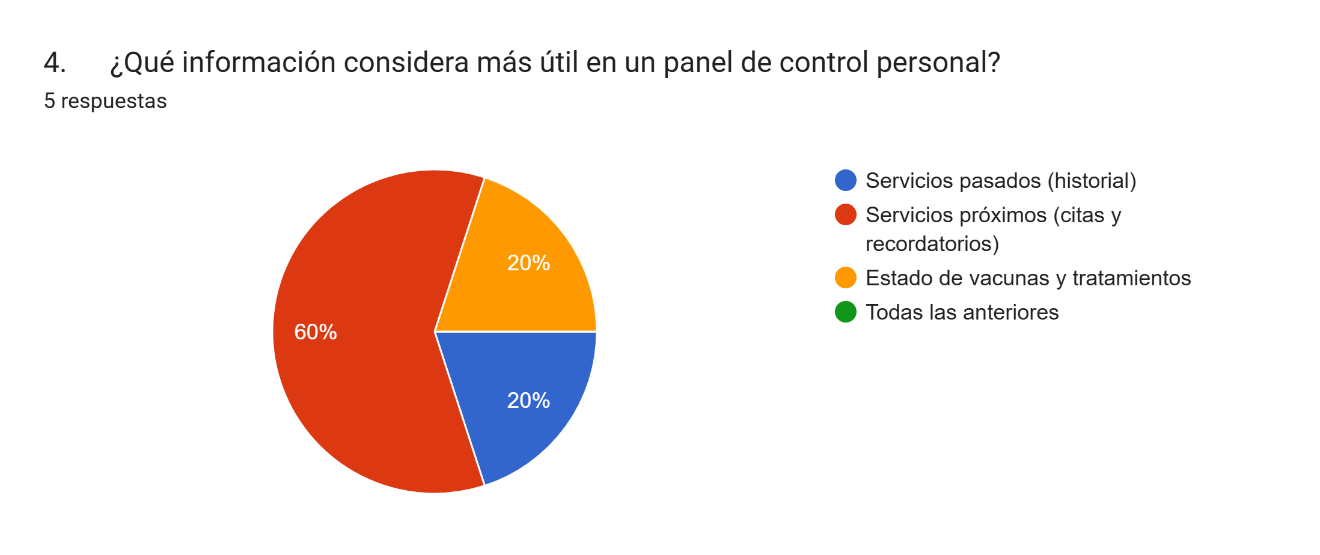 4. ¿Qué información considera más útil en un panel de control personal?
5 respuestas
Servicios pasados (historial)
Servicios próximos (citas y
recordatorios)
Estado de vacunas y tratamientos
Todas las anteriores
20%
60%
20%